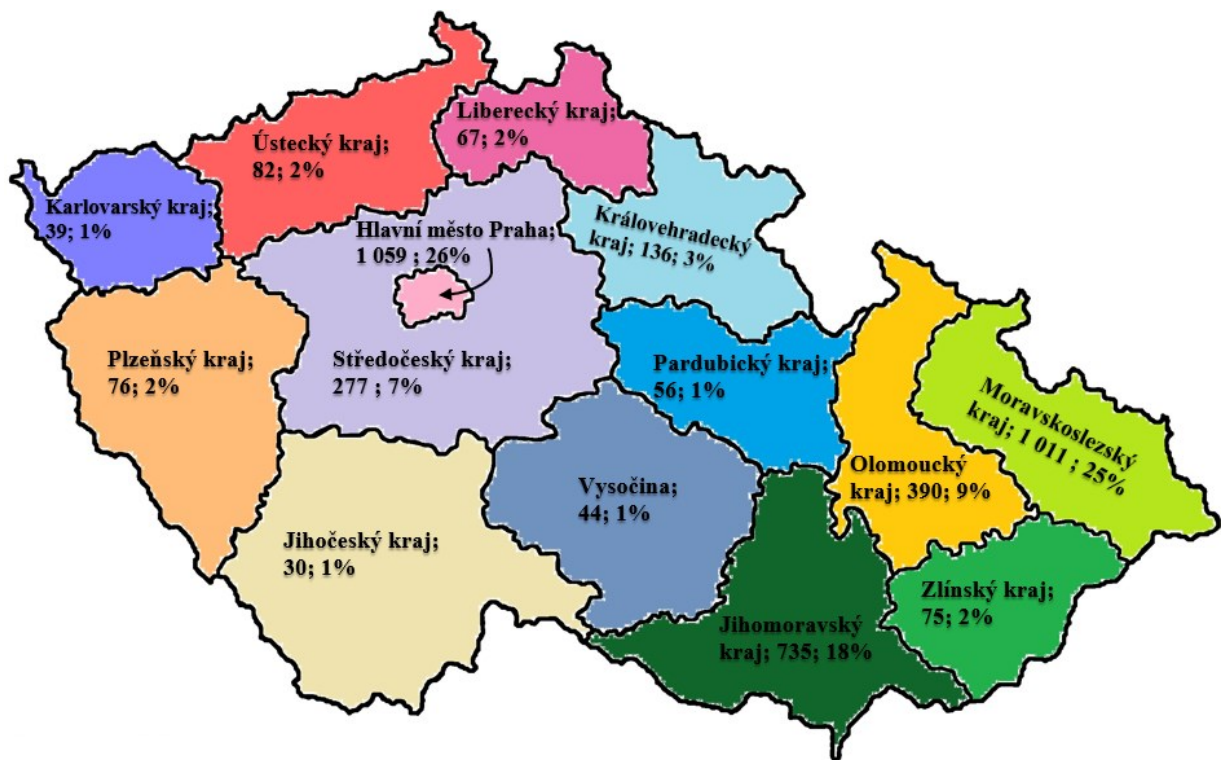 Liberecký kraj;
67; 2%
Ústecký kraj;
82; 2%
Karlovarský kraj;
39; 1%
Královehradecký
kraj; 136; 3%
Hlavní město Praha;
1 059 ; 26%
Plzeňský kraj;
76; 2%
Středočeský kraj;
277 ; 7%
Pardubický kraj;
56; 1%
Moravskoslezský
kraj; 1 011 ; 25%
Olomoucký
kraj; 390; 9%
Vysočina;
44; 1%
Jihočeský kraj;
30; 1%
Zlínský kraj;
75; 2%
Jihomoravský
kraj; 735; 18%